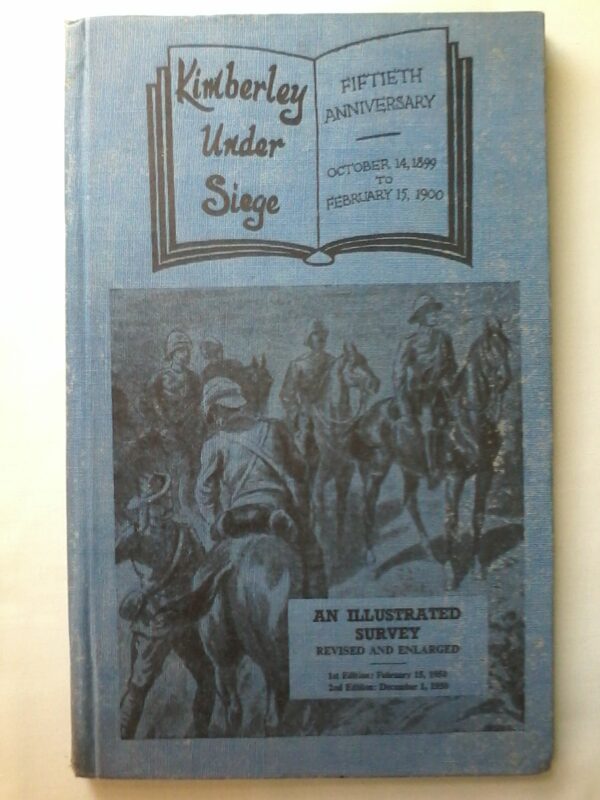 Kimberley
Under
Siege
FIFTIETH
ANNIVERSARY
OCTOBER 14, 1899
TO
FEBRUARY 15, 1900
AN ILLUSTRATED
SURVEY
REVISED AND ENLARGED
1st Edition: February 15, 1950
2nd Edition: December 1, 1950